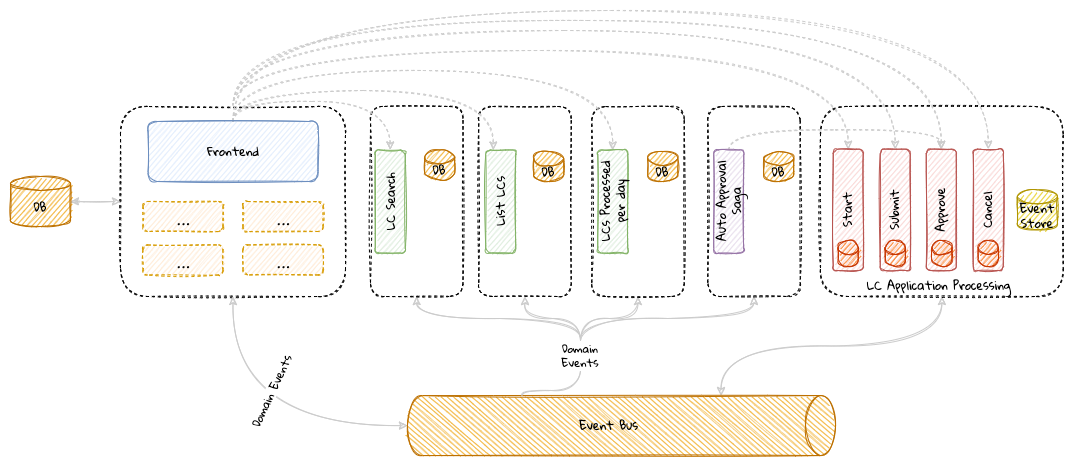 Frontend
DB
...
...
...
...
LC Search
DB
List LCs
DB
LCs Processed
per day
DB
Auto Approval
Saga
DB
Start
Submit
Approve
Cancel
Event
Store
LC Application Processing
Domain
Events
Domain Events
Event Bus